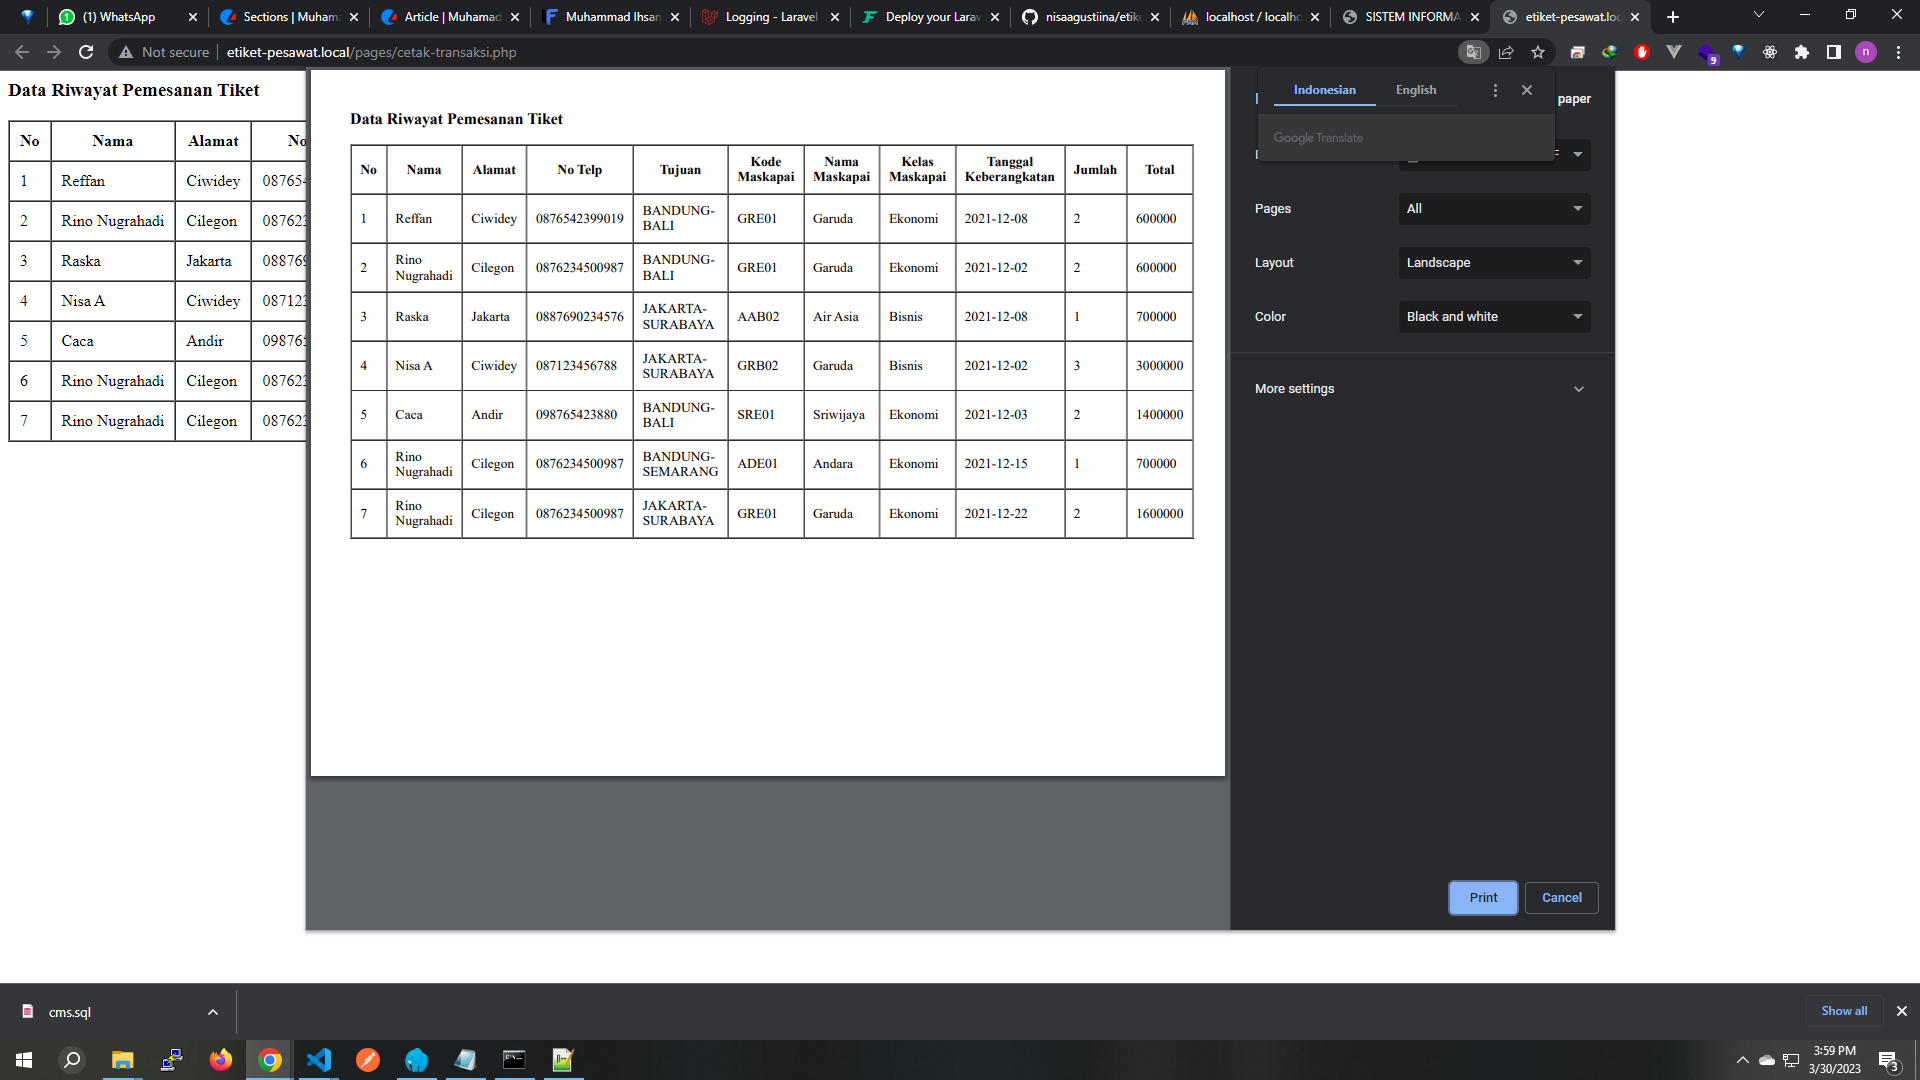 (1) WhatsApp
Sections | Muham
Article | Muhamad
Muhammad Ihsan
Logging - Laravel
Deploy your Larav
nisaagustiina/etik
localhost / localho
SISTEM INFORMA
etiket-pesawat.loc
Not secure
etiket-pesawat.local/pages/cetak-transaksi.php
9
n
Data Riwayat Pemesanan Tiket
No Nama Alamat No
1 Reffan Ciwidey 08765
2 Rino Nugrahadi Cilegon 08762
3 Raska Jakarta 08876
4 Nisa A Ciwidey 08712
5 Caca Andir 09876
6 Rino Nugrahadi Cilegon 08762
7 Rino Nugrahadi Cilegon 08762
Data Riwayat Pemesanan Tiket
No Nama Alamat No Telp Tujuan Kode Maskapai Nama Maskapai Kelas Maskapai Tanggal Keberangkatan Jumlah Total
1 Reffan Ciwidey 0876542399019 BANDUNG-BALI GRE01 Garuda Ekonomi 2021-12-08 2 600000
2 Rino Nugrahadi Cilegon 0876234500987 BANDUNG-BALI GRE01 Garuda Ekonomi 2021-12-02 2 600000
3 Raska Jakarta 0887690234576 JAKARTA-SURABAYA AAB02 Air Asia Bisnis 2021-12-08 1 700000
4 Nisa A Ciwidey 087123456788 JAKARTA-SURABAYA GRB02 Garuda Bisnis 2021-12-02 3 3000000
5 Caca Andir 098765423880 BANDUNG-BALI SRE01 Sriwijaya Ekonomi 2021-12-03 2 1400000
6 Rino Nugrahadi Cilegon 0876234500987 BANDUNG-SEMARANG ADE01 Andara Ekonomi 2021-12-15 1 700000
7 Rino Nugrahadi Cilegon 0876234500987 JAKARTA-SURABAYA GRE01 Garuda Ekonomi 2021-12-22 2 1600000
Indonesian English
Google Translate
paper
Pages All
Layout Landscape
Color Black and white
More settings
Print Cancel
cms.sql
Show all
3:59 PM
3/30/2023
3